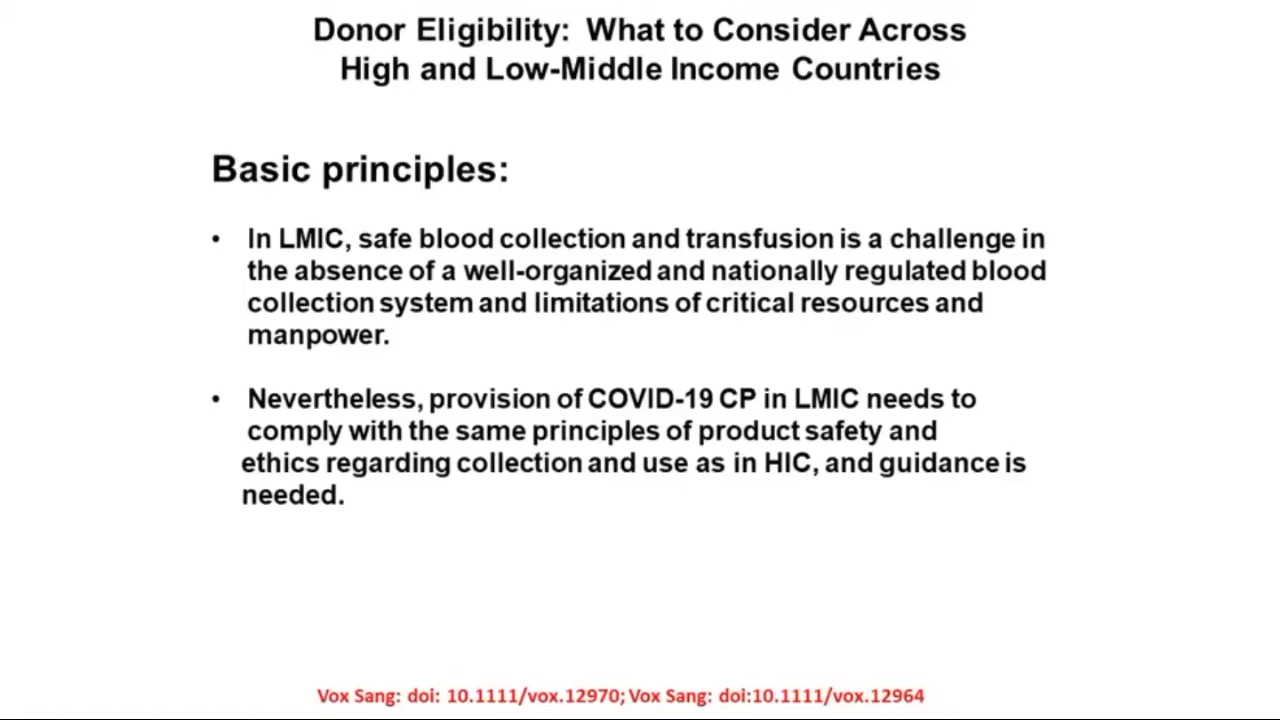 Donor Eligibility: What to Consider Across
High and Low-Middle Income Countries
Basic principles:
• In LMIC, safe blood collection and transfusion is a challenge in
the absence of a well-organized and nationally regulated blood
collection system and limitations of critical resources and
manpower.
• Nevertheless, provision of COVID-19 CP in LMIC needs to
comply with the same principles of product safety and
ethics regarding collection and use as in HIC, and guidance is
needed.
Vox Sang: doi: 10.1111/vox.12970; Vox Sang: doi:10.1111/vox.12964